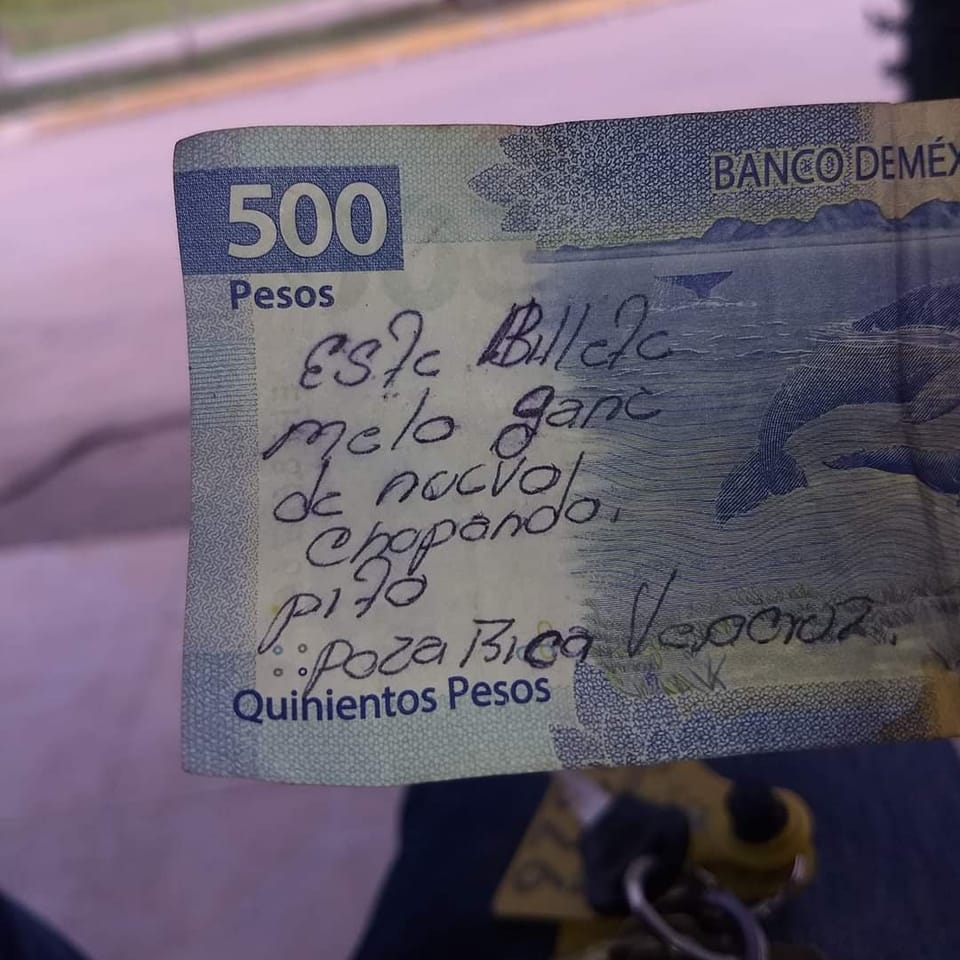 500
BANCO DE MÉX
Pesos
Este Billete
melo gane
de nuevo
chapando.
pito
poza Rica Veracruz.
Quinientos Pesos